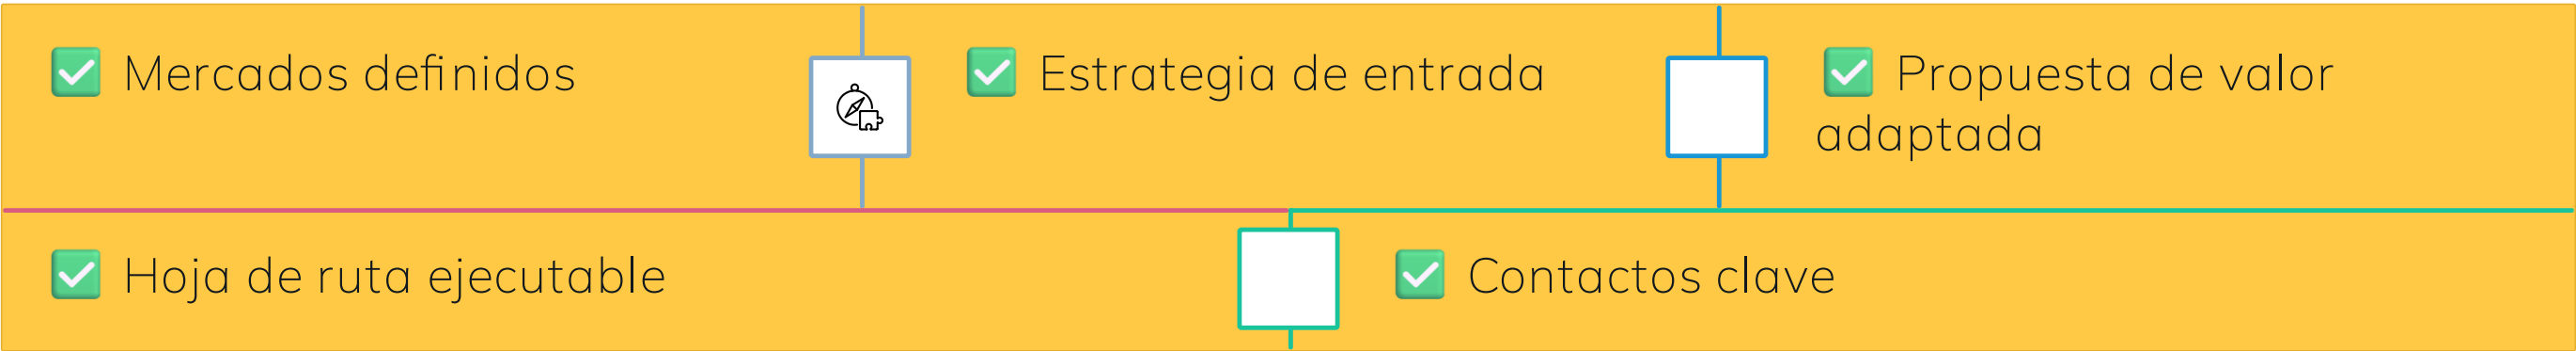 ✅ Mercados definidos
✅ Estrategia de entrada
✅ Propuesta de valor
adaptada
✅ Hoja de ruta ejecutable
✅ Contactos clave